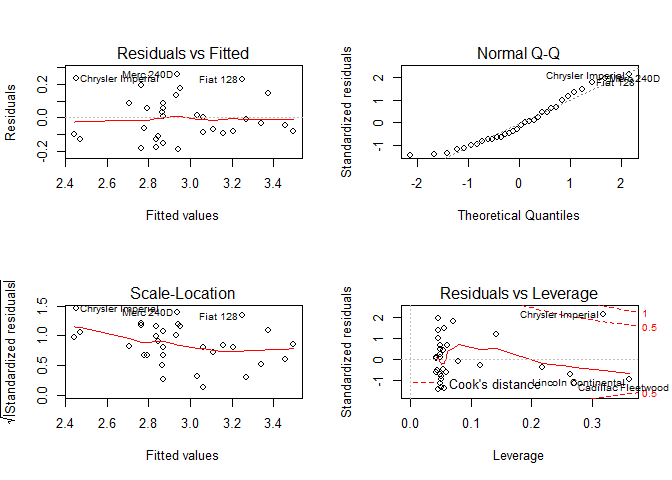 Residuals vs Fitted
Residuals
-0.2
0.0
0.2
Chrysler Imperial
Merc 240D
Fiat 128
2.4 2.6 2.8 3.0 3.2 3.4
Fitted values
Normal Q-Q
Standardized residuals
-1
0
1
2
Chrysler Imperial
Merc 240D
Fiat 128
-2 -1 0 1 2
Theoretical Quantiles
Scale-Location
√|Standardized residuals|
0.0
0.5
1.0
1.5
Chrysler Imperial
Merc 240D
Fiat 128
2.4 2.6 2.8 3.0 3.2 3.4
Fitted values
Residuals vs Leverage
Standardized residuals
-1
0
1
2
Chrysler Imperial
1
0.5
Cook's distance
Lincoln Continental
Cadillac Fleetwood
0.5
0.0 0.1 0.2 0.3
Leverage